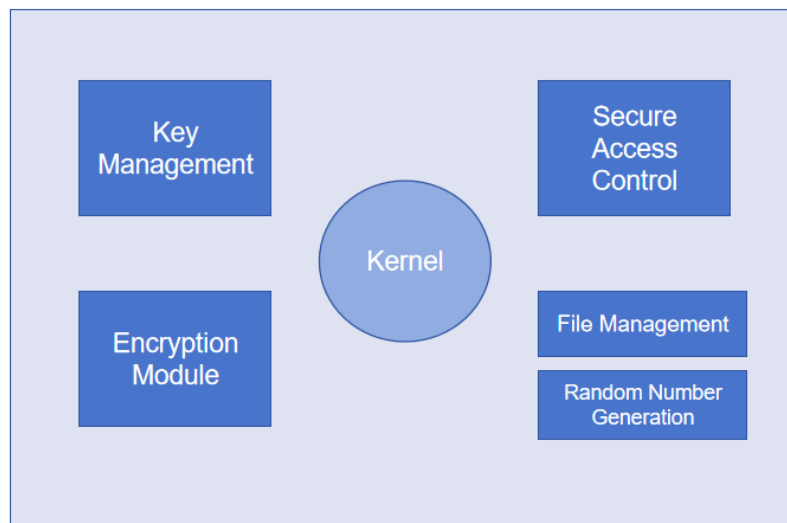 Key
Management
Secure
Access
Control
Kernel
Encryption
Module
File Management
Random Number
Generation